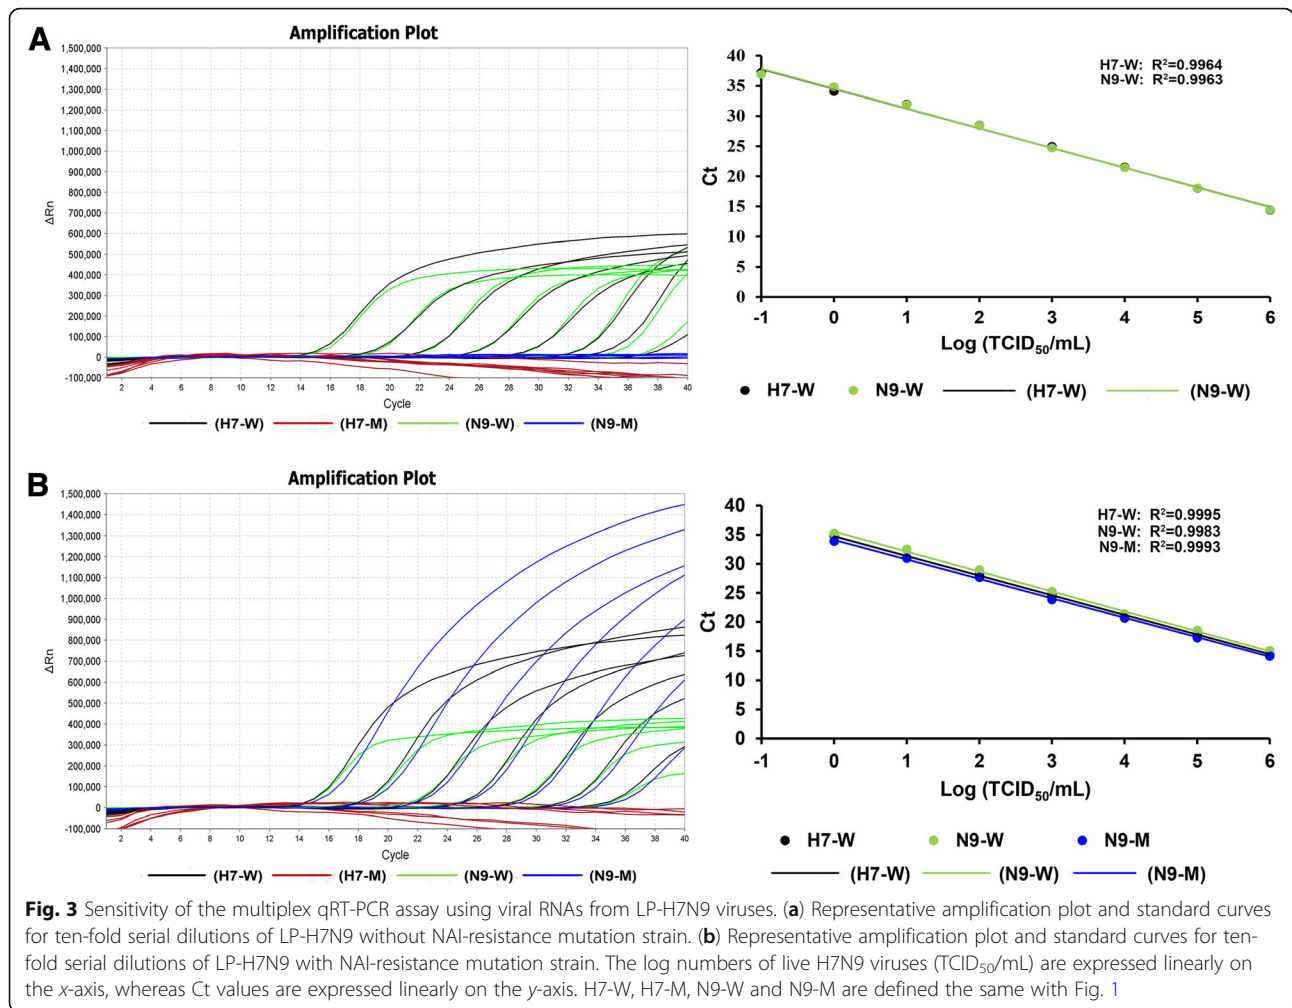 A
Amplification Plot
1,500,000
1,400,000
1,300,000
1,200,000
1,100,000
1,000,000
900,000
800,000
700,000
600,000
500,000
400,000
300,000
200,000
100,000
0
-100,000
ΔRn
2 4 6 8 10 12 14 16 18 20 22 24 26 28 30 32 34 36 38 40
Cycle
(H7-W) (H7-M) (N9-W) (N9-M)
40
35
30
25
20
15
10
5
0
Ct
H7-W: R²=0.9964
N9-W: R²=0.9963
-1 0 1 2 3 4 5 6
Log (TCID₅₀/mL)
H7-W N9-W (H7-W) (N9-W)
B
Amplification Plot
1,500,000
1,400,000
1,300,000
1,200,000
1,100,000
1,000,000
900,000
800,000
700,000
600,000
500,000
400,000
300,000
200,000
100,000
0
-100,000
ΔRn
2 4 6 8 10 12 14 16 18 20 22 24 26 28 30 32 34 36 38 40
Cycle
(H7-W) (H7-M) (N9-W) (N9-M)
40
35
30
25
20
15
10
5
0
Ct
H7-W: R²=0.9995
N9-W: R²=0.9983
N9-M: R²=0.9993
-1 0 1 2 3 4 5 6
Log (TCID₅₀/mL)
H7-W N9-W N9-M
(H7-W) (N9-W) (N9-M)
Fig. 3 Sensitivity of the multiplex qRT-PCR assay using viral RNAs from LP-H7N9 viruses. (a) Representative amplification plot and standard curves
for ten-fold serial dilutions of LP-H7N9 without NAI-resistance mutation strain. (b) Representative amplification plot and standard curves for ten-
fold serial dilutions of LP-H7N9 with NAI-resistance mutation strain. The log numbers of live H7N9 viruses (TCID₅₀/mL) are expressed linearly on
the x-axis, whereas Ct values are expressed linearly on the y-axis. H7-W, H7-M, N9-W and N9-M are defined the same with Fig. 1